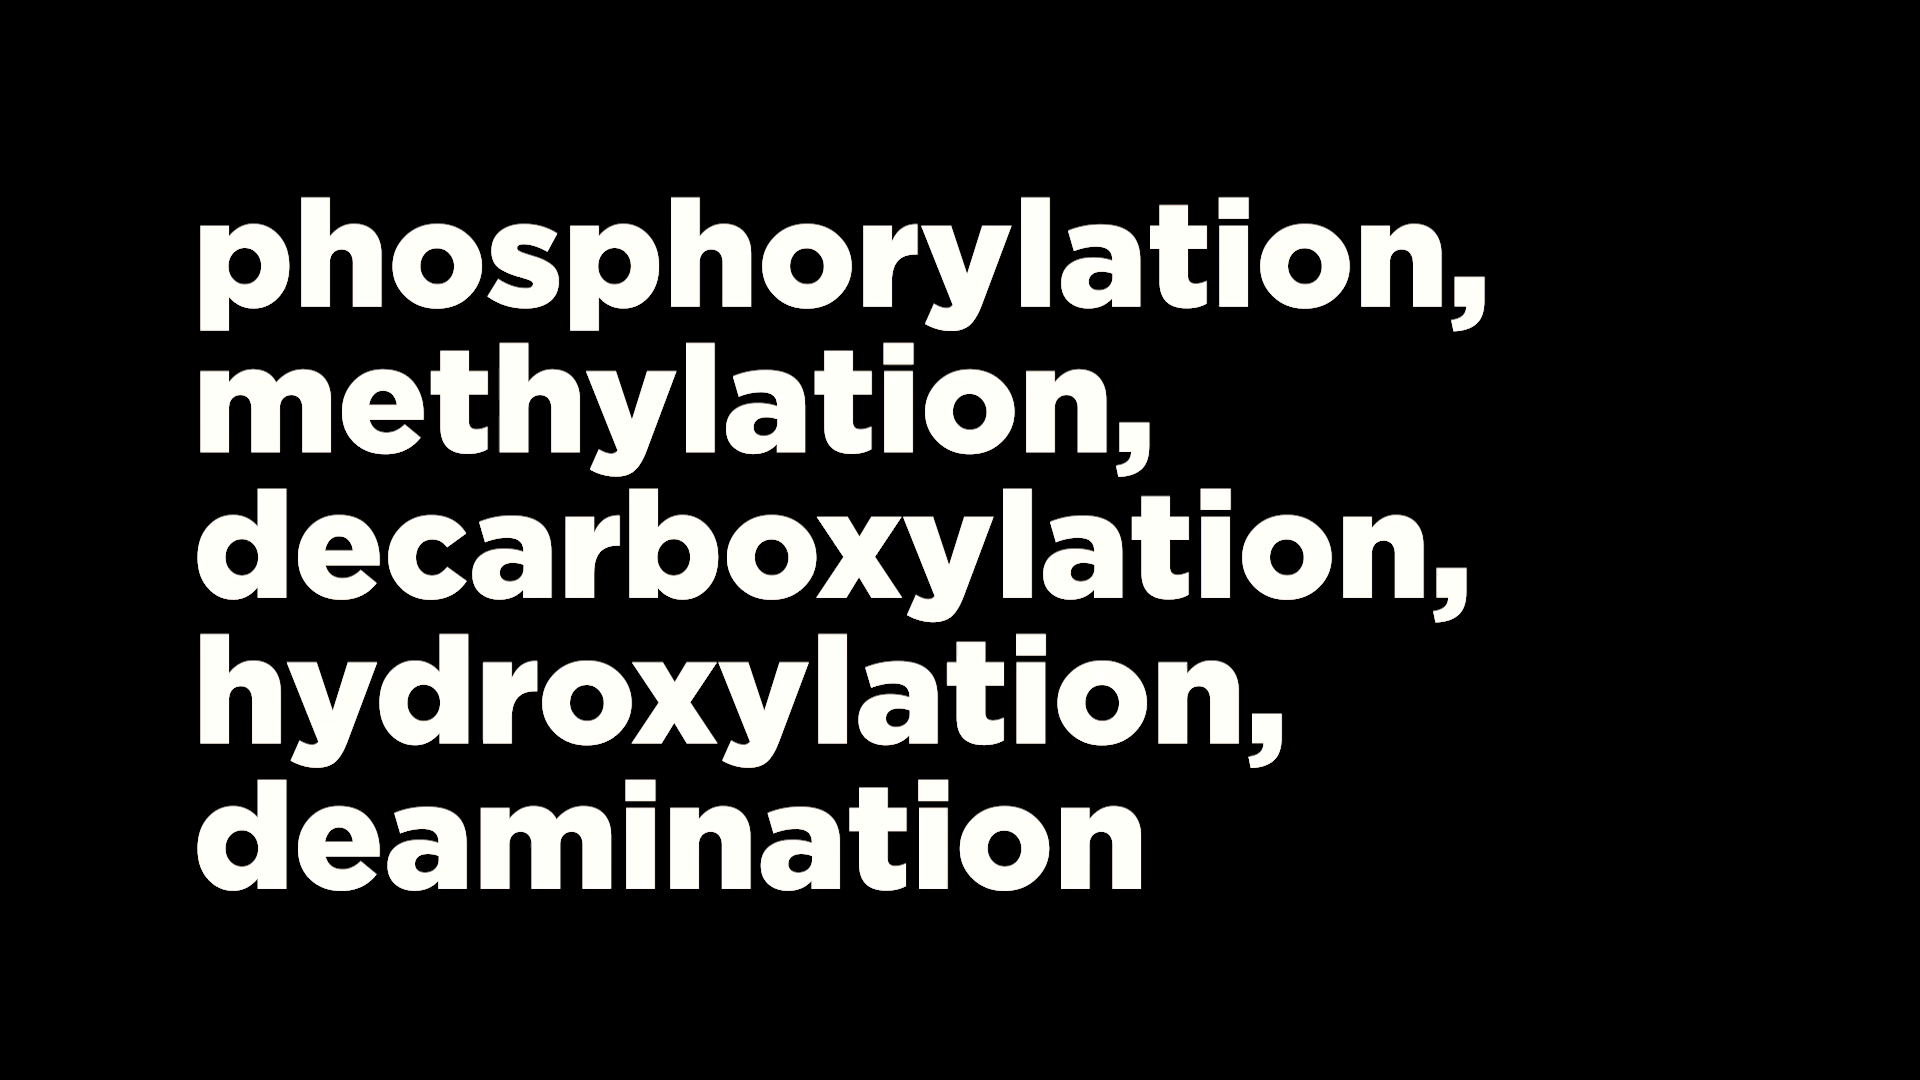 phosphorylation,
methylation,
decarboxylation,
hydroxylation,
deamination